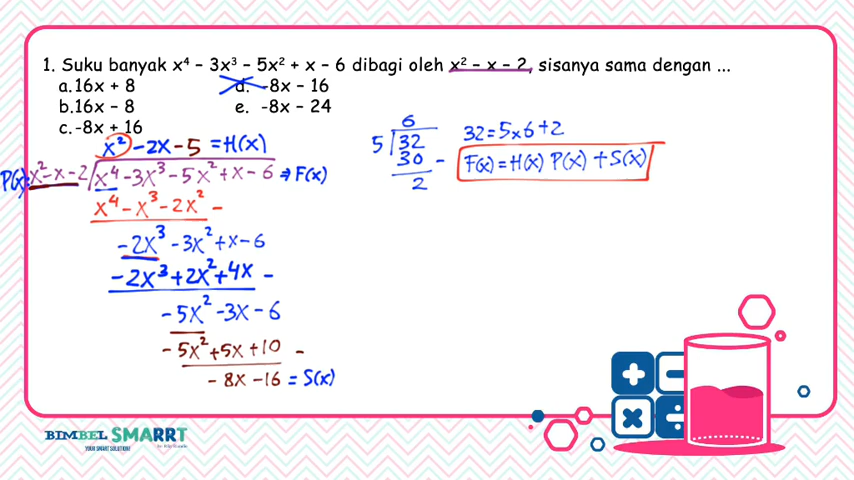 1. Suku banyak x⁴ – 3x³ – 5x² + x – 6 dibagi oleh x² – x – 2, sisanya sama dengan ...
a. 16x + 8
d. -8x – 16
b. 16x – 8
e. -8x – 24
c. -8x + 16
x² - 2x - 5 = H(x)
P(x) = x² - x - 2 x⁴ - 3x³ - 5x² + x - 6 ⇒ F(x)
x⁴ - x³ - 2x² -
-2x³ - 3x² + x - 6
-2x³ + 2x² + 4x -
-5x² - 3x - 6
-5x² + 5x + 10 -
-8x - 16 = S(x)
6
5 32
30 -
2
32 = 5x6 + 2
F(x) = H(x) P(x) + S(x)
BIMBEL SMARRT
YOUR SMART SOLUTION!